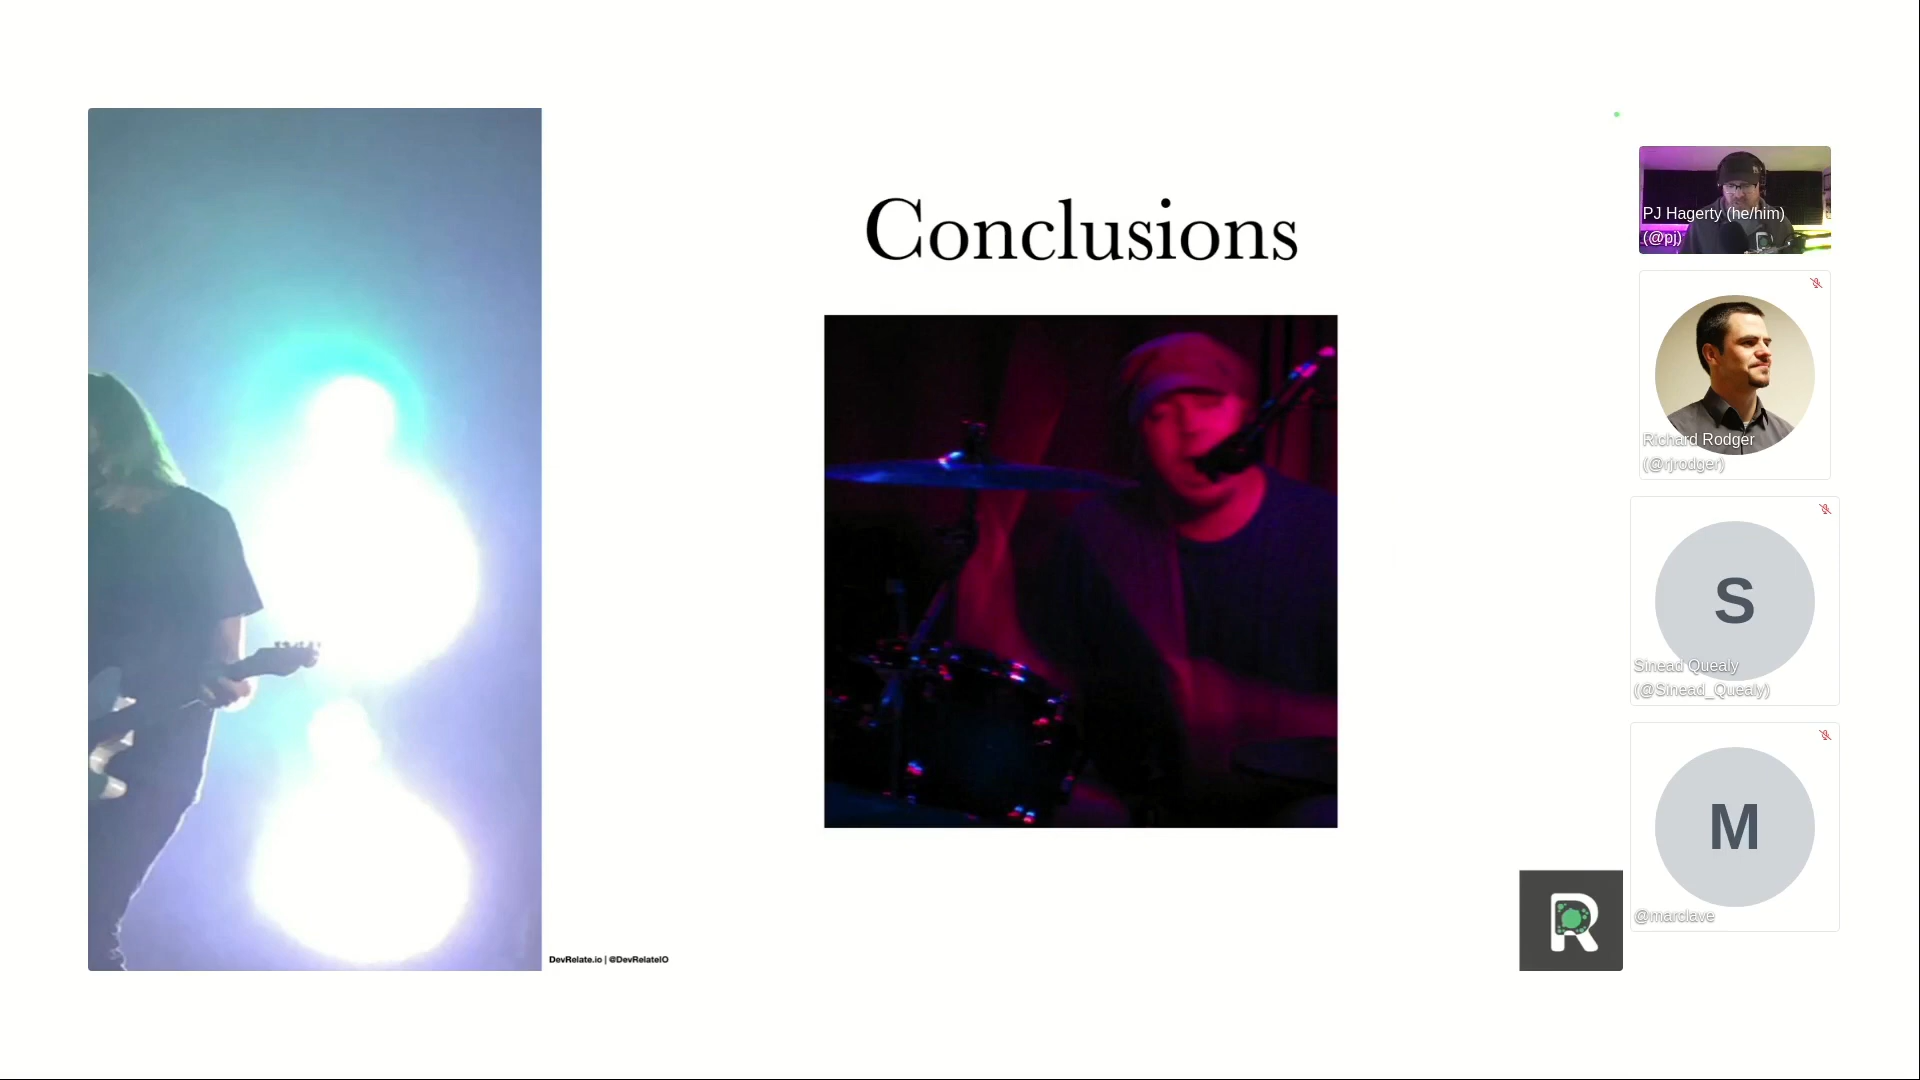 Conclusions
DevRelate.io | @DevRelateIO
R
PJ Hagerty (he/him)
(@pj)
Richard Rodger
(@rjrodger)
S
Sinead Quealy
(@Sinead_Quealy)
M
@marclave